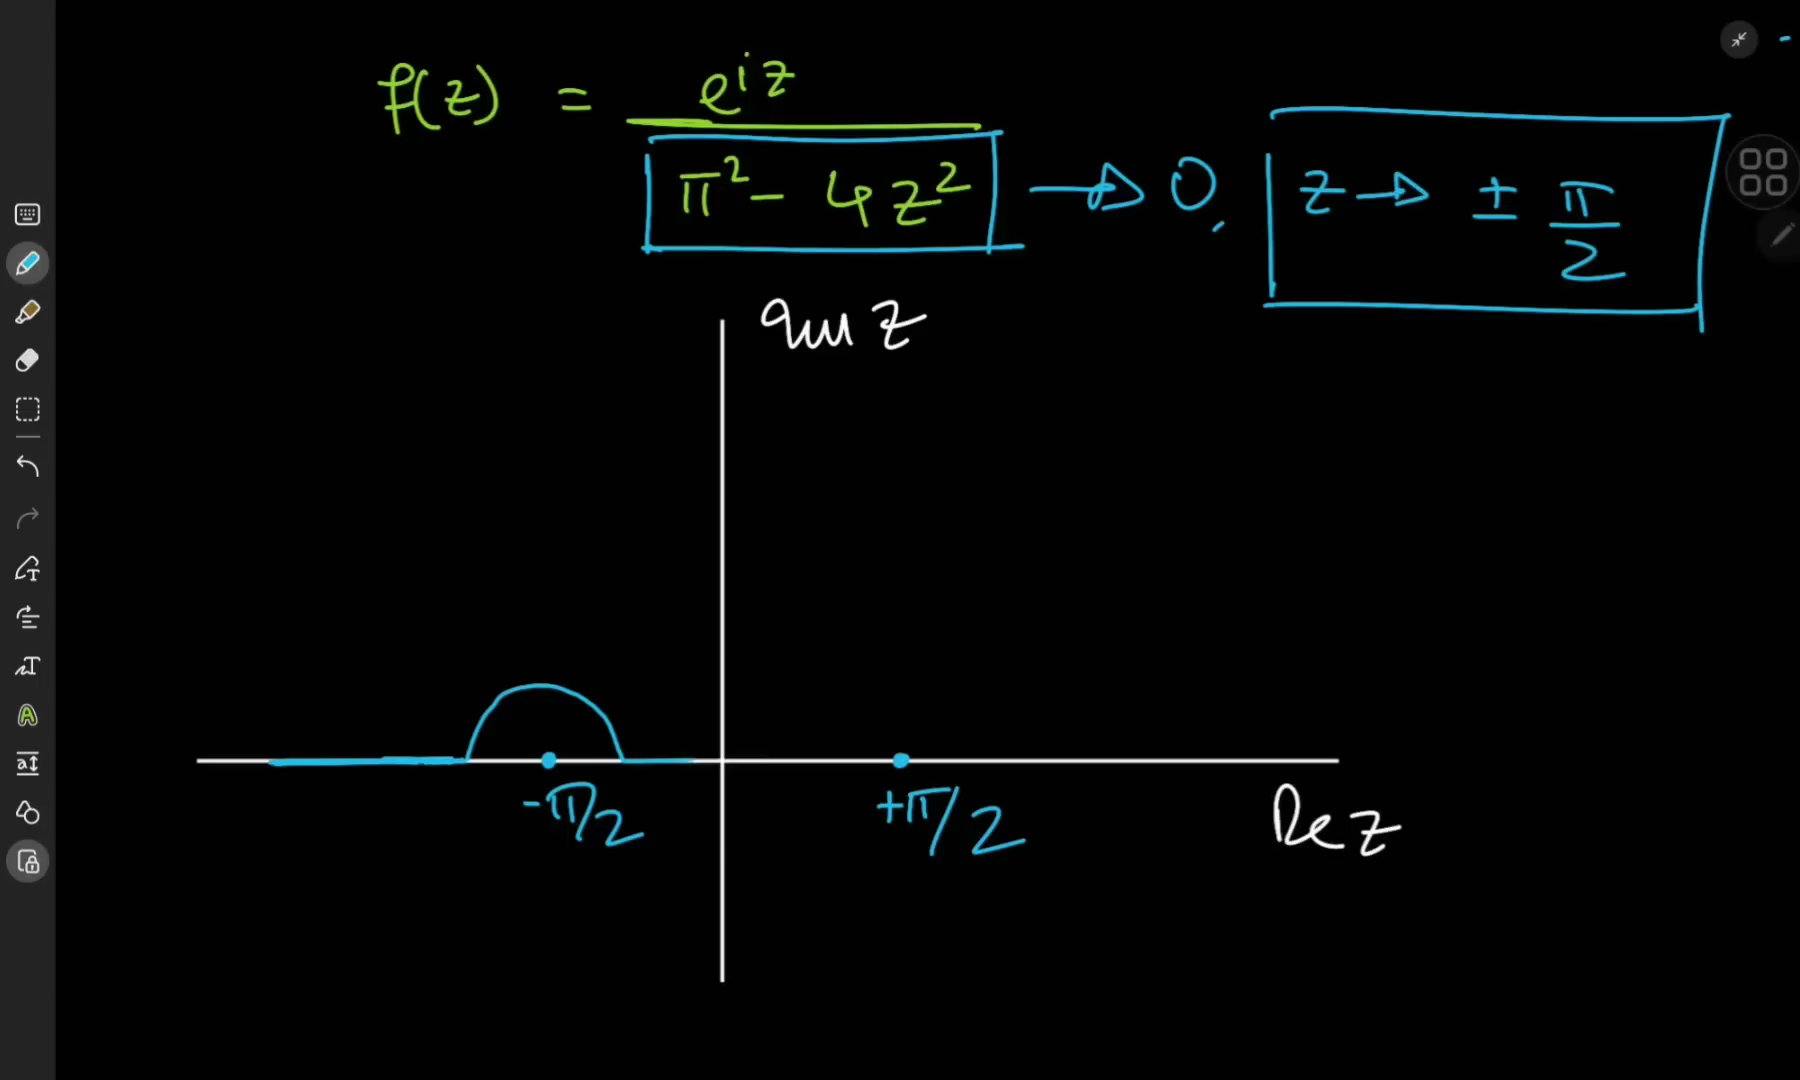 f(z) = e^{iz} / (π² - 4z²) → 0, z → ± π/2
Im z
-π/2 +π/2 Re z